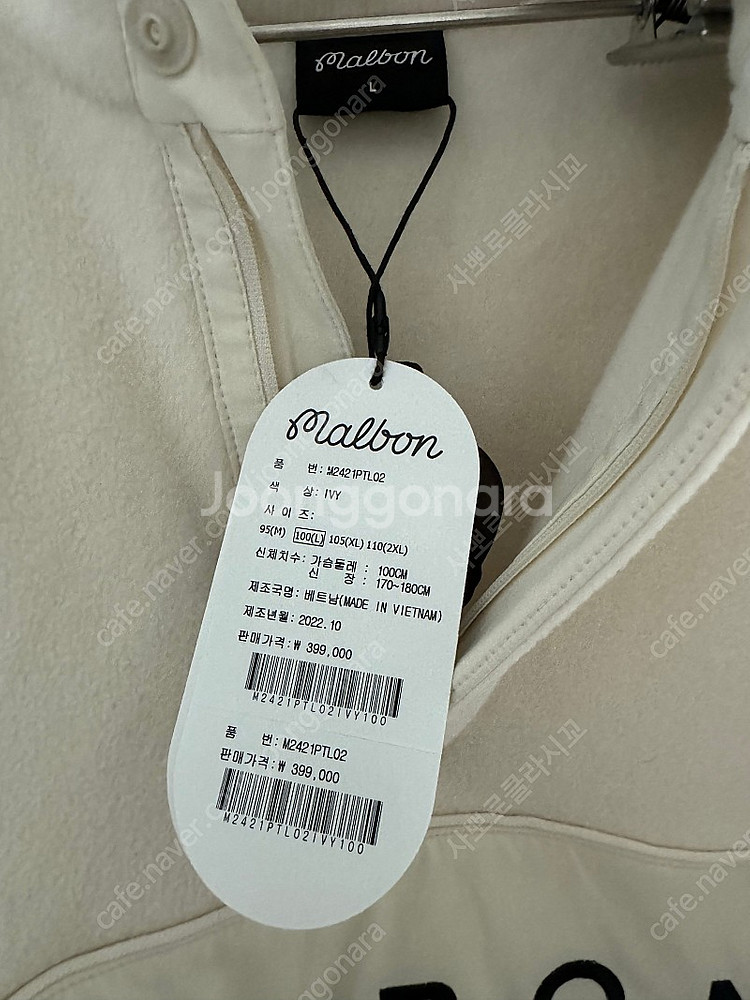 malbon
L
malbon
품 번: M2421PTL02
색 상: IVY
사 이 즈:
95(M) 100(L) 105(XL) 110(2XL)
신체치수: 가슴둘레 : 100CM
신 장 : 170~180CM
제조국명: 베트남(MADE IN VIETNAM)
제조년월: 2022.10
판매가격: ₩ 399,000
M2421PTL02IVY100
품 번: M2421PTL02
판매가격: ₩ 399,000
M2421PTL02IVY100
Joonggonara
cafe.naver.com/joonggonara
사뽀로클라시교